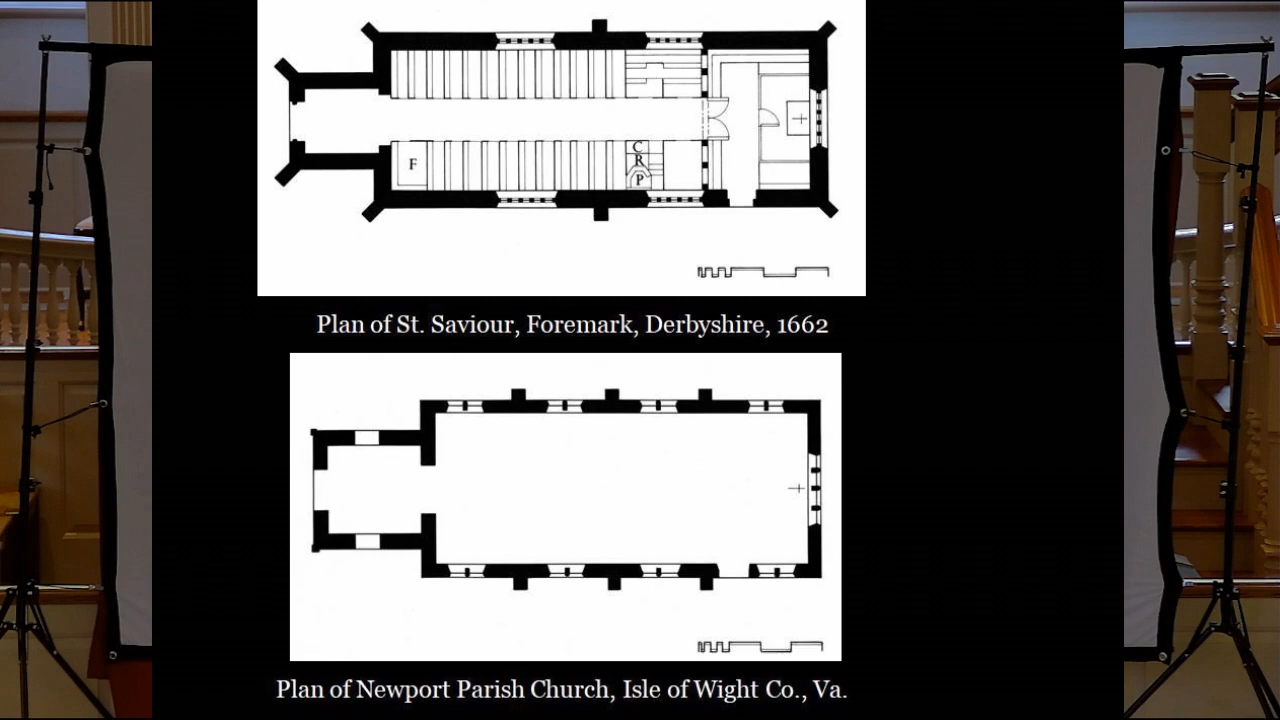 F
C
R
P
Plan of St. Saviour, Foremark, Derbyshire, 1662
Plan of Newport Parish Church, Isle of Wight Co., Va.